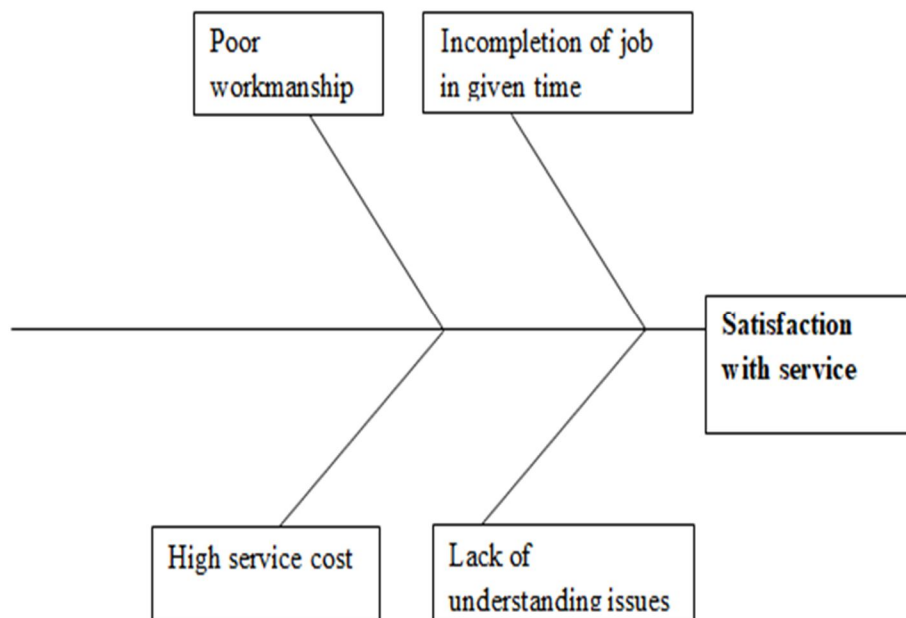 Poor
workmanship
Incompletion of job
in given time
Satisfaction
with service
High service cost
Lack of
understanding issues